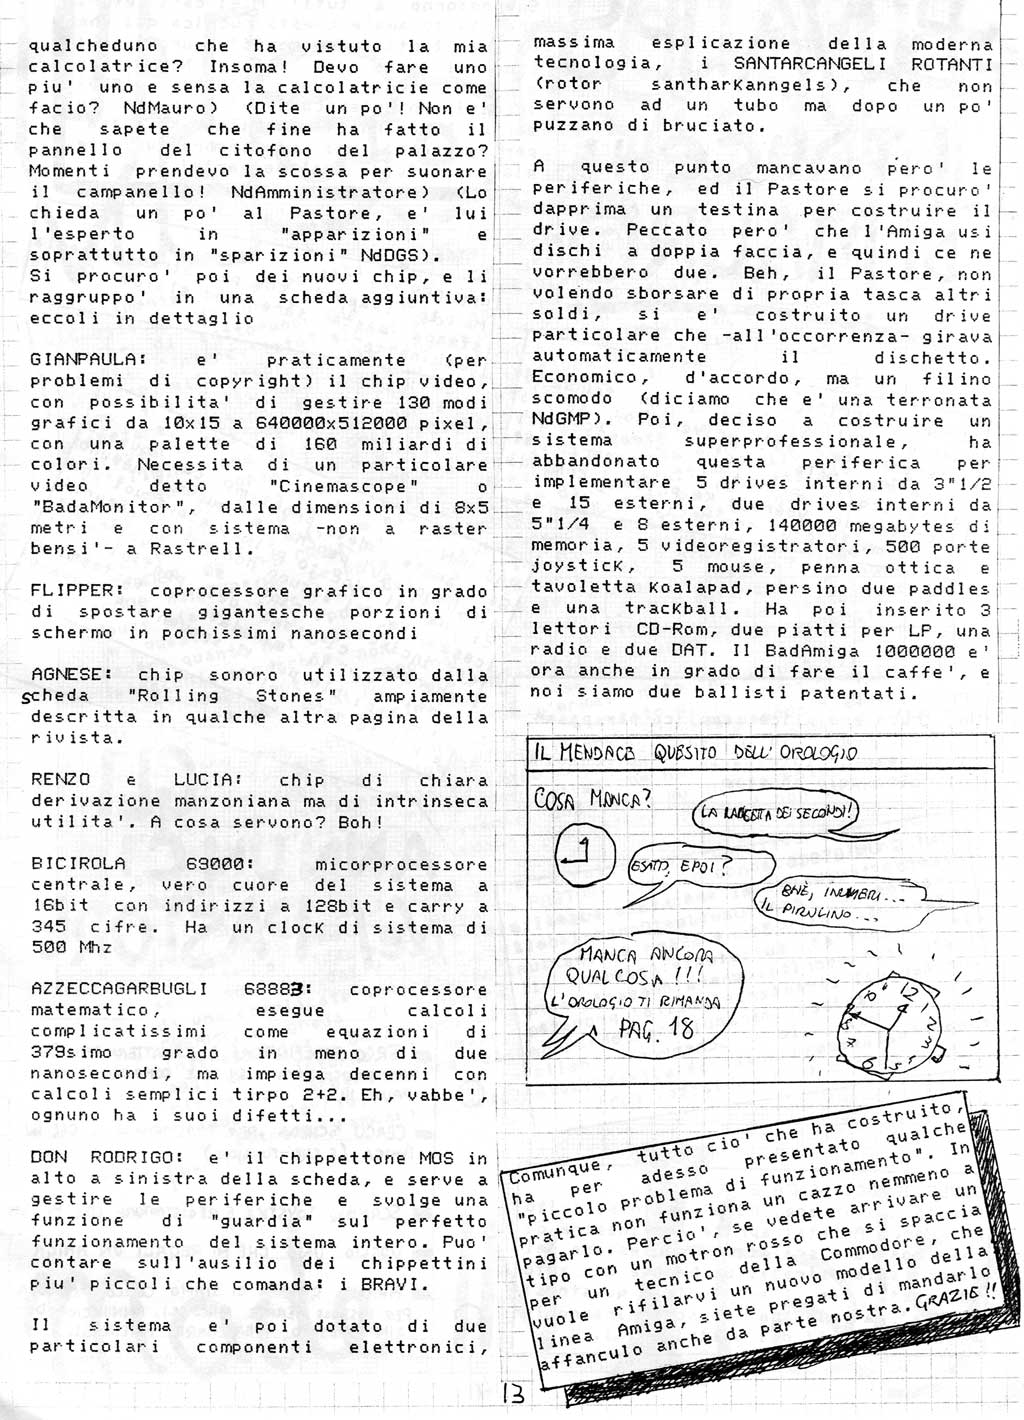 qualcheduno che ha vistuto la mia
calcolatrice? Insoma! Devo fare uno
piu' uno e sensa la calcolatricie come
facio? NdMauro) (Dite un po'! Non e'
che sapete che fine ha fatto il
pannello del citofono del palazzo?
Momenti prendevo la scossa per suonare
il campanello! NdAmministratore) (Lo
chieda un po' al Pastore, e' lui
l'esperto in "apparizioni" e
soprattutto in "sparizioni" NdDGS).
Si procuro' poi dei nuovi chip, e li
raggruppo' in una scheda aggiuntiva:
eccoli in dettaglio
GIANPAULA: e' praticamente (per
problemi di copyright) il chip video,
con possibilita' di gestire 130 modi
grafici da 10x15 a 640000x512000 pixel,
con una palette di 160 miliardi di
colori. Necessita di un particolare
video detto "Cinemascope" o
"BadaMonitor", dalle dimensioni di 8x5
metri e con sistema -non a raster
bensi'- a Rastrell.
FLIPPER: coprocessore grafico in grado
di spostare gigantesche porzioni di
schermo in pochissimi nanosecondi
AGNESE: chip sonoro utilizzato dalla
scheda "Rolling Stones" ampiamente
descritta in qualche altra pagina della
rivista.
RENZO e LUCIA: chip di chiara
derivazione manzoniana ma di intrinseca
utilita'. A cosa servono? Boh!
BICIROLA 69000: micorprocessore
centrale, vero cuore del sistema a
16bit con indirizzi a 128bit e carry a
345 cifre. Ha un clock di sistema di
500 Mhz
AZZECCAGARBUGLI 68883: coprocessore
matematico, esegue calcoli
complicatissimi come equazioni di
379simo grado in meno di due
nanosecondi, ma impiega decenni con
calcoli semplici tirpo 2+2. Eh, vabbe',
ognuno ha i suoi difetti...
DON RODRIGO: e' il chippettone MOS in
alto a sinistra della scheda, e serve a
gestire le periferiche e svolge una
funzione di "guardia" sul perfetto
funzionamento del sistema intero. Puo'
contare sull'ausilio dei chippettini
piu' piccoli che comanda: i BRAVI.
Il sistema e' poi dotato di due
particolari componenti elettronici,
massima esplicazione della moderna
tecnologia, i SANTARCANGELI ROTANTI
(rotor santharKanngels), che non
servono ad un tubo ma dopo un po'
puzzano di bruciato.
A questo punto mancavano pero' le
periferiche, ed il Pastore si procuro'
dapprima un testina per costruire il
drive. Peccato pero' che l'Amiga usi
dischi a doppia faccia, e quindi ce ne
vorrebbero due. Beh, il Pastore, non
volendo sborsare di propria tasca altri
soldi, si e' costruito un drive
particolare che -all'occorrenza- girava
automaticamente il dischetto.
Economico, d'accordo, ma un filino
scomodo (diciamo che e' una terronata
NdGMP). Poi, deciso a costruire un
sistema superprofessionale, ha
abbandonato questa periferica per
implementare 5 drives interni da 3"1/2
e 15 esterni, due drives interni da
5"1/4 e 8 esterni, 140000 megabytes di
memoria, 5 videoregistratori, 500 porte
joystick, 5 mouse, penna ottica e
tavoletta Koalapad, persino due paddles
e una trackball. Ha poi inserito 3
lettori CD-Rom, due piatti per LP, una
radio e due DAT. Il BadAmiga 1000000 e'
ora anche in grado di fare il caffe', e
noi siamo due ballisti patentati.
IL MENDACE QUESITO DELL'OROLOGIO
COSA MANCA?
LA LANCETTA DEI SECONDI!
ESATTO, E POI?
BHÈ, I NUMERI...
IL PIRULINO...
MANCA ANCORA
QUALCOSA!!!
L'OROLOGIO TI RIMANDA
A PAG. 18
Comunque, tutto cio' che ha costruito,
ha per adesso presentato qualche
"piccolo problema di funzionamento". In
pratica non funziona un cazzo nemmeno a
pagarlo. Percio', se vedete arrivare un
tipo con un motron rosso che si spaccia
per un tecnico della Commodore, che
vuole rifilarvi un nuovo modello della
linea Amiga, siete pregati di mandarlo
affanculo anche da parte nostra. GRAZIE!!
13